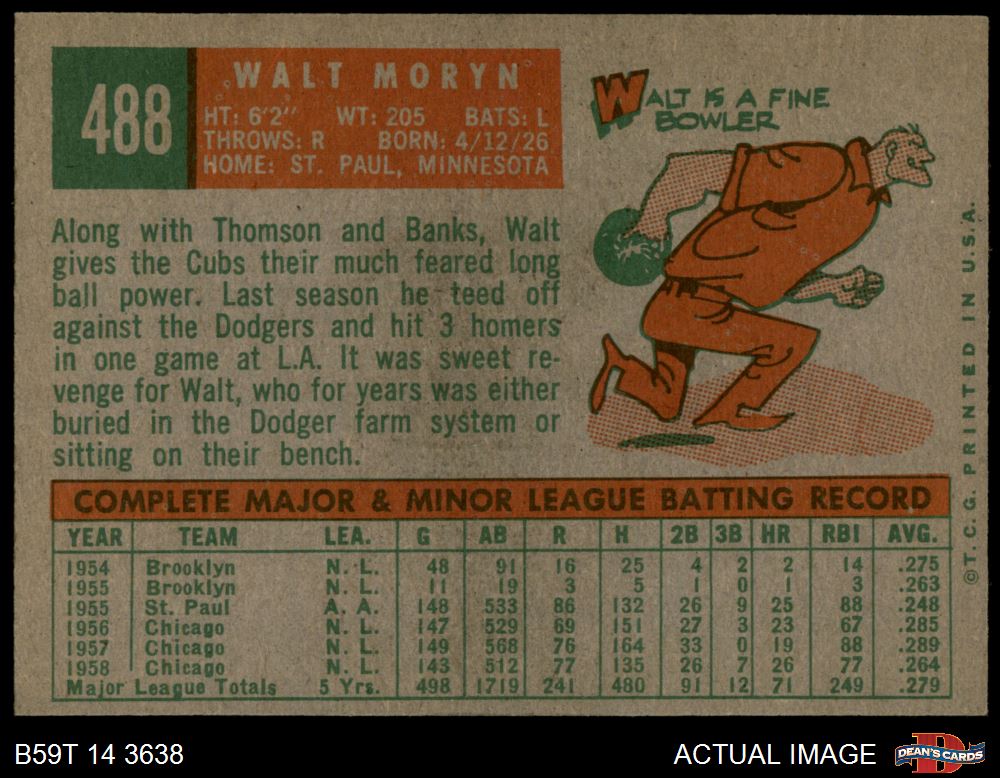 488
WALT MORYN
HT: 6'2" WT: 205 BATS: L
THROWS: R BORN: 4/12/26
HOME: ST. PAUL, MINNESOTA
WALT IS A FINE
BOWLER
Along with Thomson and Banks, Walt
gives the Cubs their much feared long
ball power. Last season he teed off
against the Dodgers and hit 3 homers
in one game at L.A. It was sweet re-
venge for Walt, who for years was either
buried in the Dodger farm system or
sitting on their bench.
COMPLETE MAJOR & MINOR LEAGUE BATTING RECORD
YEAR TEAM LEA. G AB R H 2B 3B HR RBI AVG.
1954 Brooklyn N. L. 48 91 16 25 4 2 2 14 .275
1955 Brooklyn N. L. 11 19 3 5 1 0 1 3 .263
1955 St. Paul A. A. 148 533 86 132 26 9 25 88 .248
1956 Chicago N. L. 147 529 69 151 27 3 23 67 .285
1957 Chicago N. L. 149 568 76 164 33 0 19 88 .289
1958 Chicago N. L. 143 512 77 135 26 7 26 77 .264
Major League Totals 5 Yrs. 498 1719 241 480 91 12 71 249 .279
© T. C. G. PRINTED IN U.S.A.
B59T 14 3638
ACTUAL IMAGE
DEAN'S CARDS